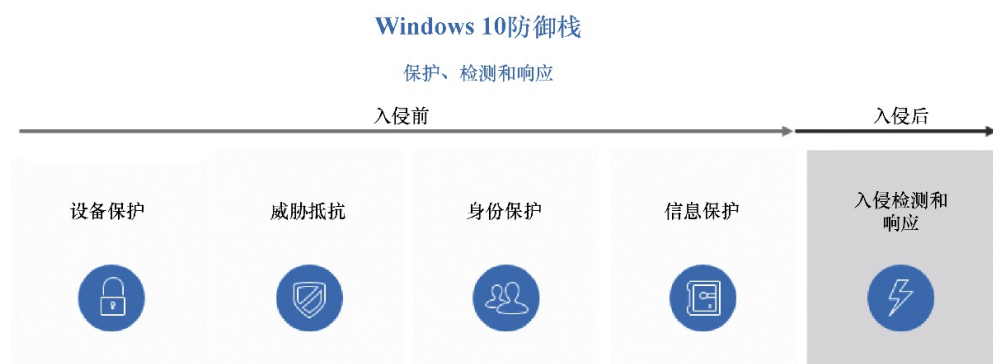 Windows 10防御栈
保护、检测和响应
入侵前
入侵后
设备保护
威胁抵抗
身份保护
信息保护
入侵检测和
响应